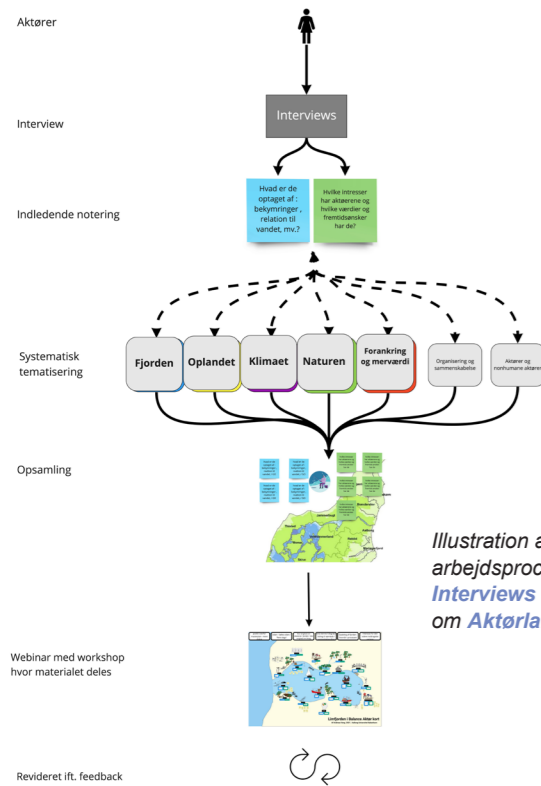 Aktører
Interview
Interviews
Indledende notering
Hvad er de
optaget af :
bekymringer ,
relation til
vandet, mv.?
Hvilke intresser
har aktøerene og
hvilke værdier og
fremtidsønsker
har de?
Systematisk
tematisering
Fjorden
Oplandet
Klimaet
Naturen
Forankring
og merværdi
Organisering og
sammenskabelse
Aktører og
nonhumane aktører
Opsamling
Illustration a
arbejdsproc
Interviews
om Aktørla
Webinar med workshop
hvor materialet deles
Limfjorden i Balance Aktør kort
Revideret ift. feedback